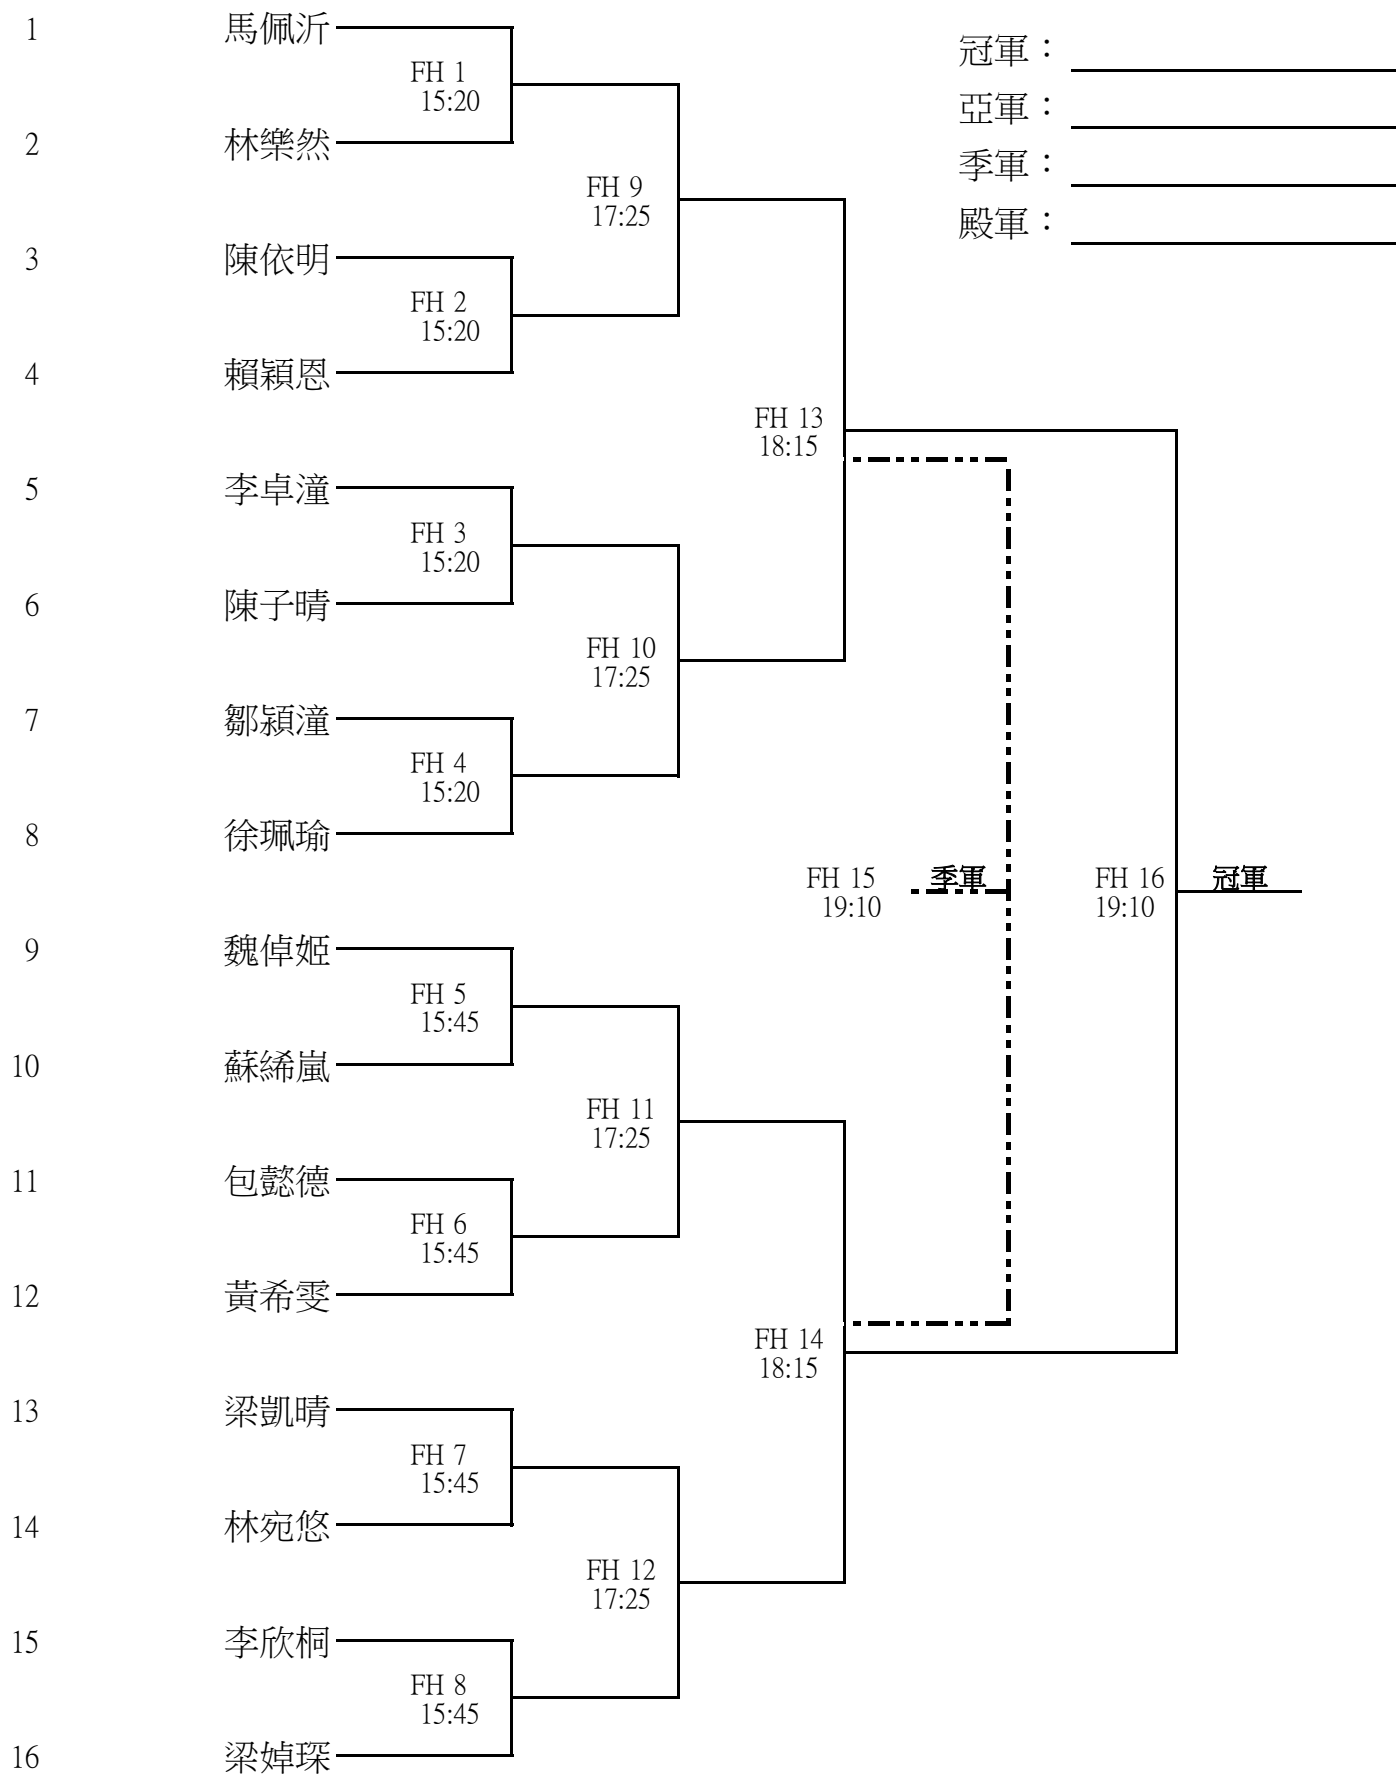 1 馬佩沂
FH 1
15:20
2 林樂然
FH 9
17:25
3 陳依明
FH 2
15:20
4 賴穎恩
FH 13
18:15
5 李卓潼
FH 3
15:20
6 陳子晴
FH 10
17:25
7 鄒潁潼
FH 4
15:20
8 徐珮瑜
FH 15
19:10
季軍
FH 16
19:10
冠軍
9 魏倬姬
FH 5
15:45
10 蘇絺嵐
FH 11
17:25
11 包懿德
FH 6
15:45
12 黃希雯
FH 14
18:15
13 梁凱晴
FH 7
15:45
14 林宛悠
FH 12
17:25
15 李欣桐
FH 8
15:45
16 梁婥琛
冠軍：
亞軍：
季軍：
殿軍：